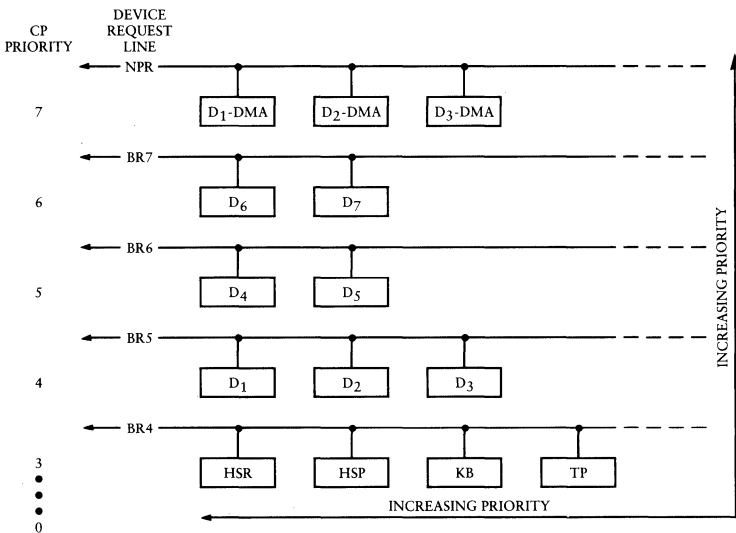 CP
PRIORITY
DEVICE
REQUEST
LINE
NPR
7
D1-DMA
D2-DMA
D3-DMA
BR7
6
D6
D7
BR6
5
D4
D5
BR5
4
D1
D2
D3
BR4
3
HSR
HSP
KB
TP
0
INCREASING PRIORITY
INCREASING PRIORITY